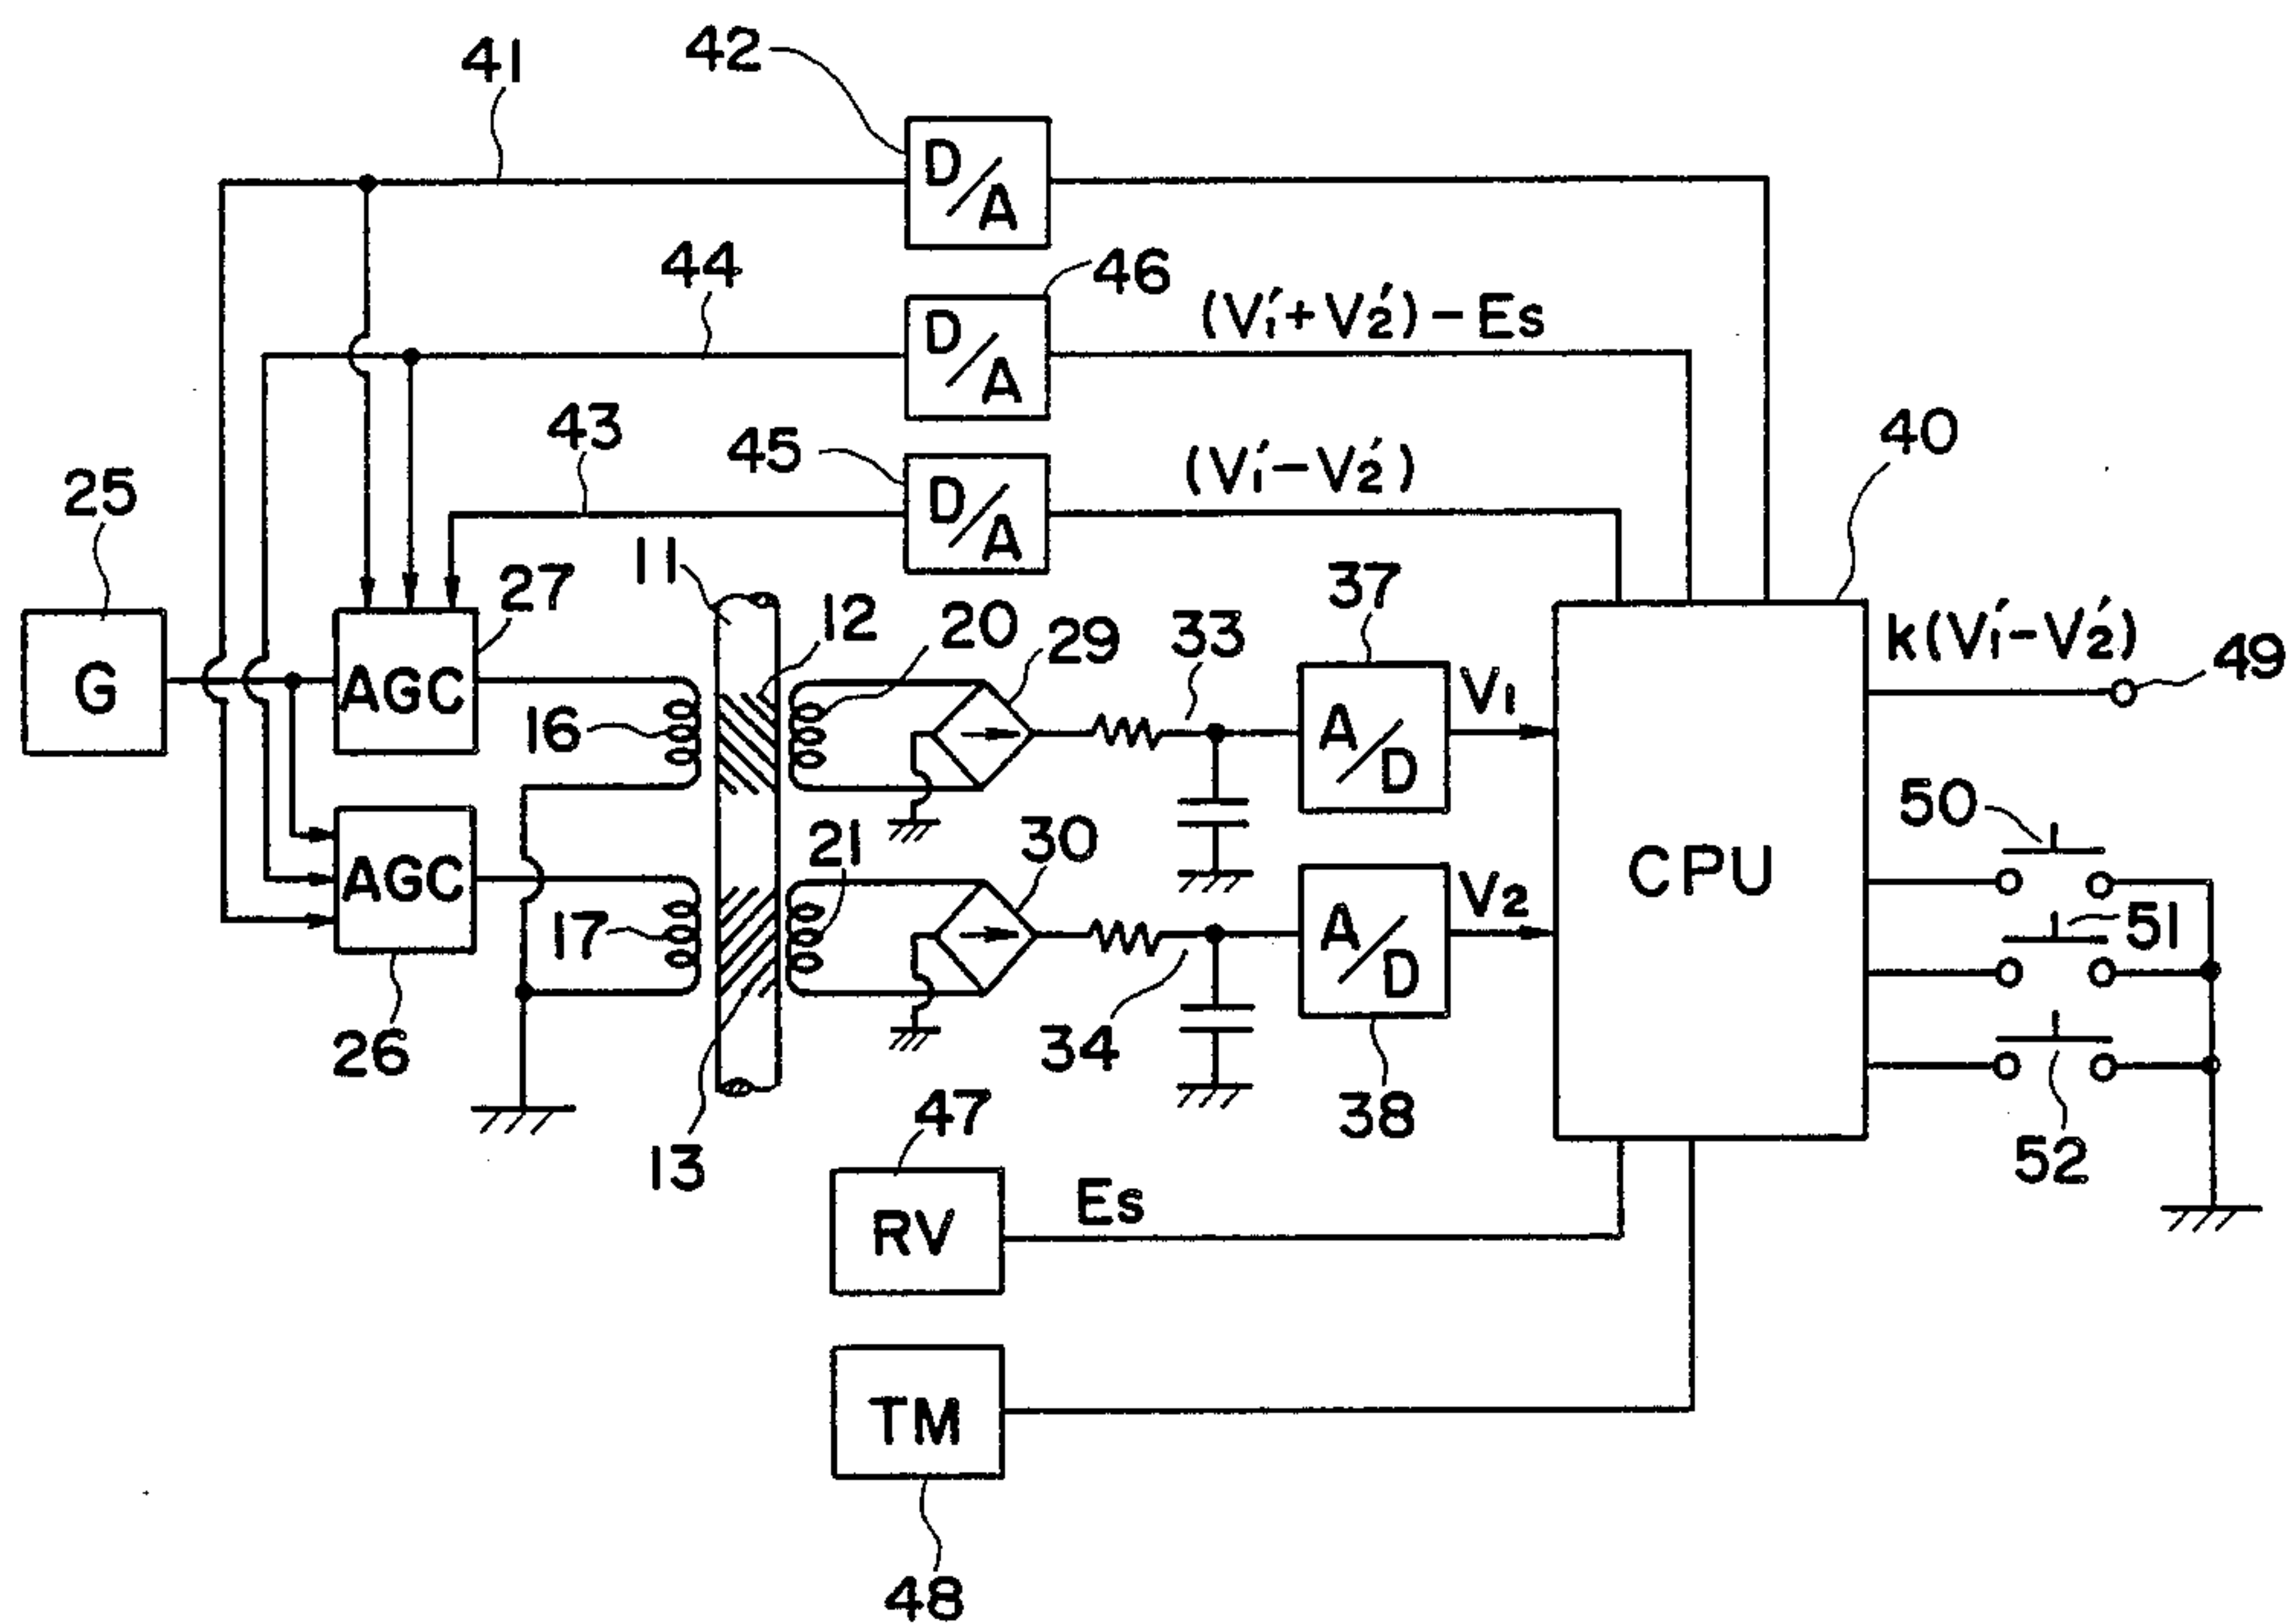 41
42
D/A
44
46
D/A
(V1'+V2')-Es
43
45
D/A
(V1'-V2')
40
25
G
27
AGC
11
12
20
29
33
37
A/D
V1
k(V1'-V2')
49
16
CPU
50
26
AGC
17
21
30
34
38
A/D
V2
51
52
13
47
RV
Es
TM
48